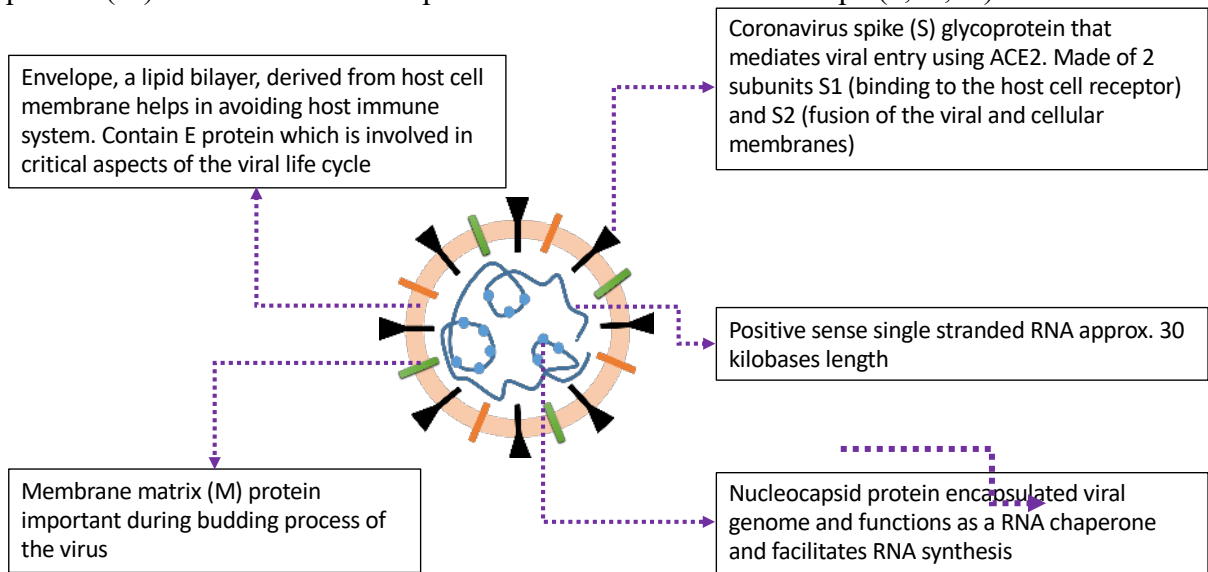 Envelope, a lipid bilayer, derived from host cell
membrane helps in avoiding host immune
system. Contain E protein which is involved in
critical aspects of the viral life cycle
Coronavirus spike (S) glycoprotein that
mediates viral entry using ACE2. Made of 2
subunits S1 (binding to the host cell receptor)
and S2 (fusion of the viral and cellular
membranes)
Positive sense single stranded RNA approx. 30
kilobases length
Membrane matrix (M) protein
important during budding process of
the virus
Nucleocapsid protein encapsulated viral
genome and functions as a RNA chaperone
and facilitates RNA synthesis